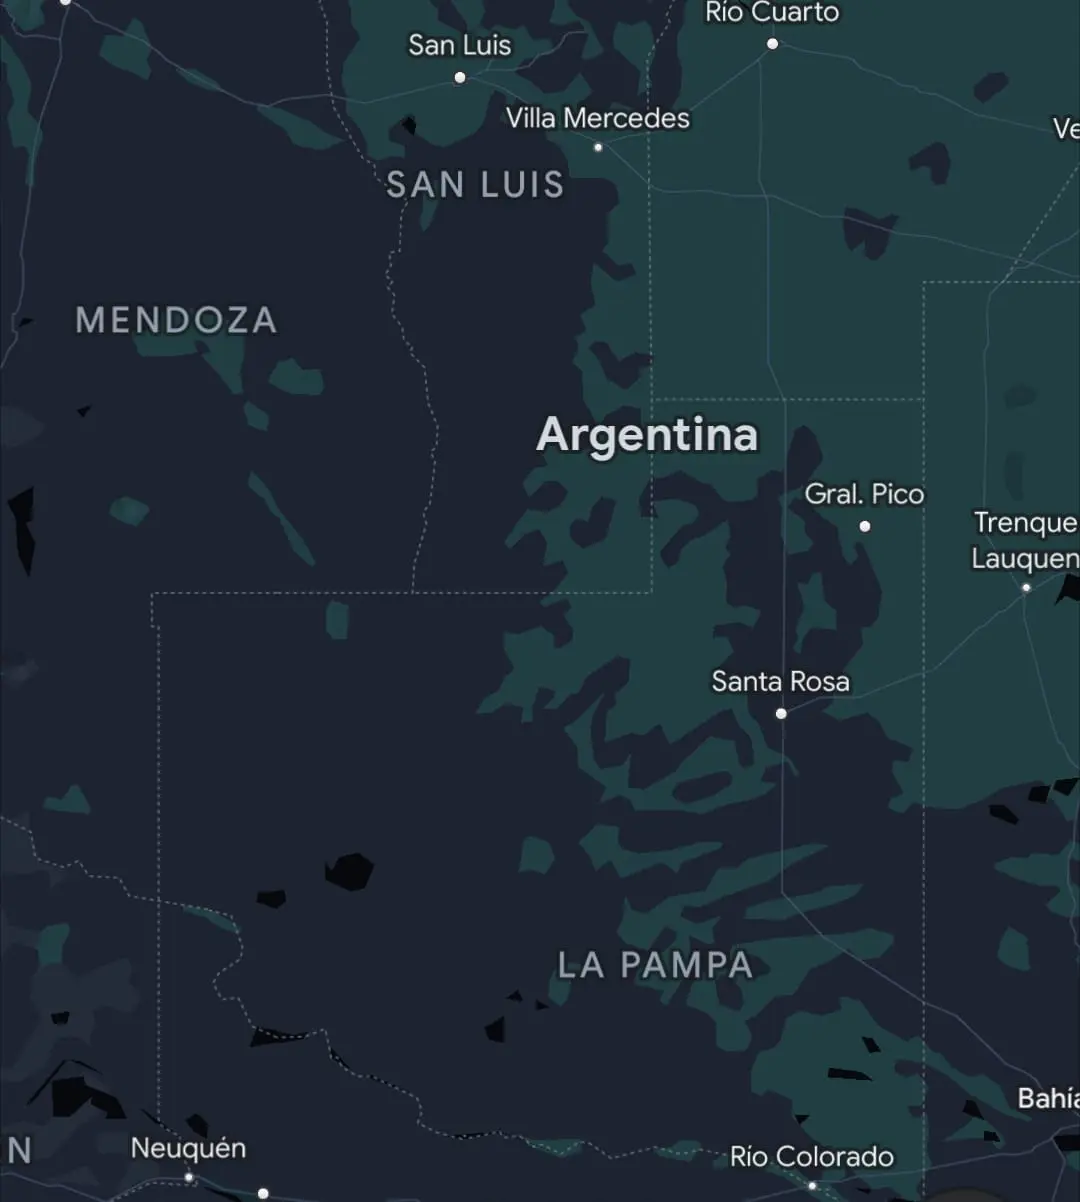 Río Cuarto
San Luis
Villa Mercedes
Ve
SAN LUIS
MENDOZA
Argentina
Gral. Pico
Trenque
Lauquen
Santa Rosa
LA PAMPA
Bahía
N
Neuquén
Río Colorado